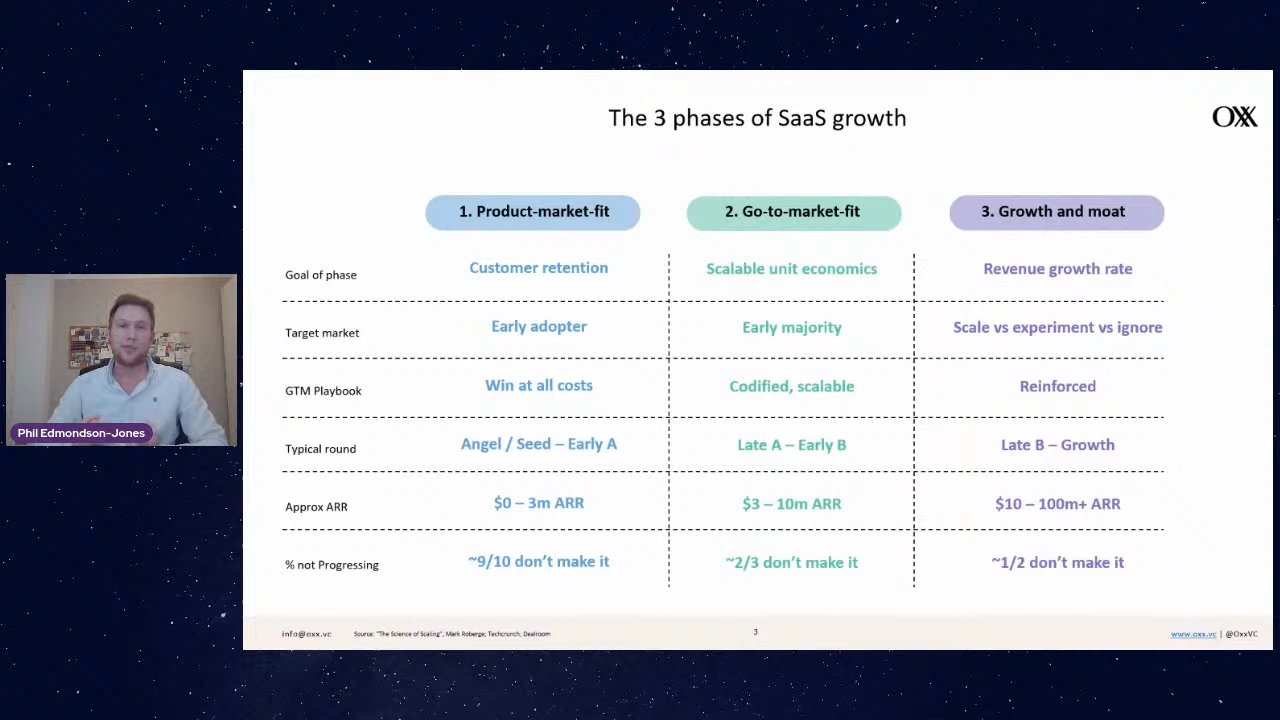 The 3 phases of SaaS growth
OXX
1. Product-market-fit
2. Go-to-market-fit
3. Growth and moat
Goal of phase
Customer retention
Scalable unit economics
Revenue growth rate
Target market
Early adopter
Early majority
Scale vs experiment vs ignore
GTM Playbook
Win at all costs
Codified, scalable
Reinforced
Typical round
Angel / Seed – Early A
Late A – Early B
Late B – Growth
Approx ARR
$0 – 3m ARR
$3 – 10m ARR
$10 – 100m+ ARR
% not Progressing
~9/10 don’t make it
~2/3 don’t make it
~1/2 don’t make it
Phil Edmondson-Jones
info@oxx.vc
Source: "The Science of Scaling", Mark Roberge; Techcrunch, Dealroom
3
www.oxx.vc | @OxxVC